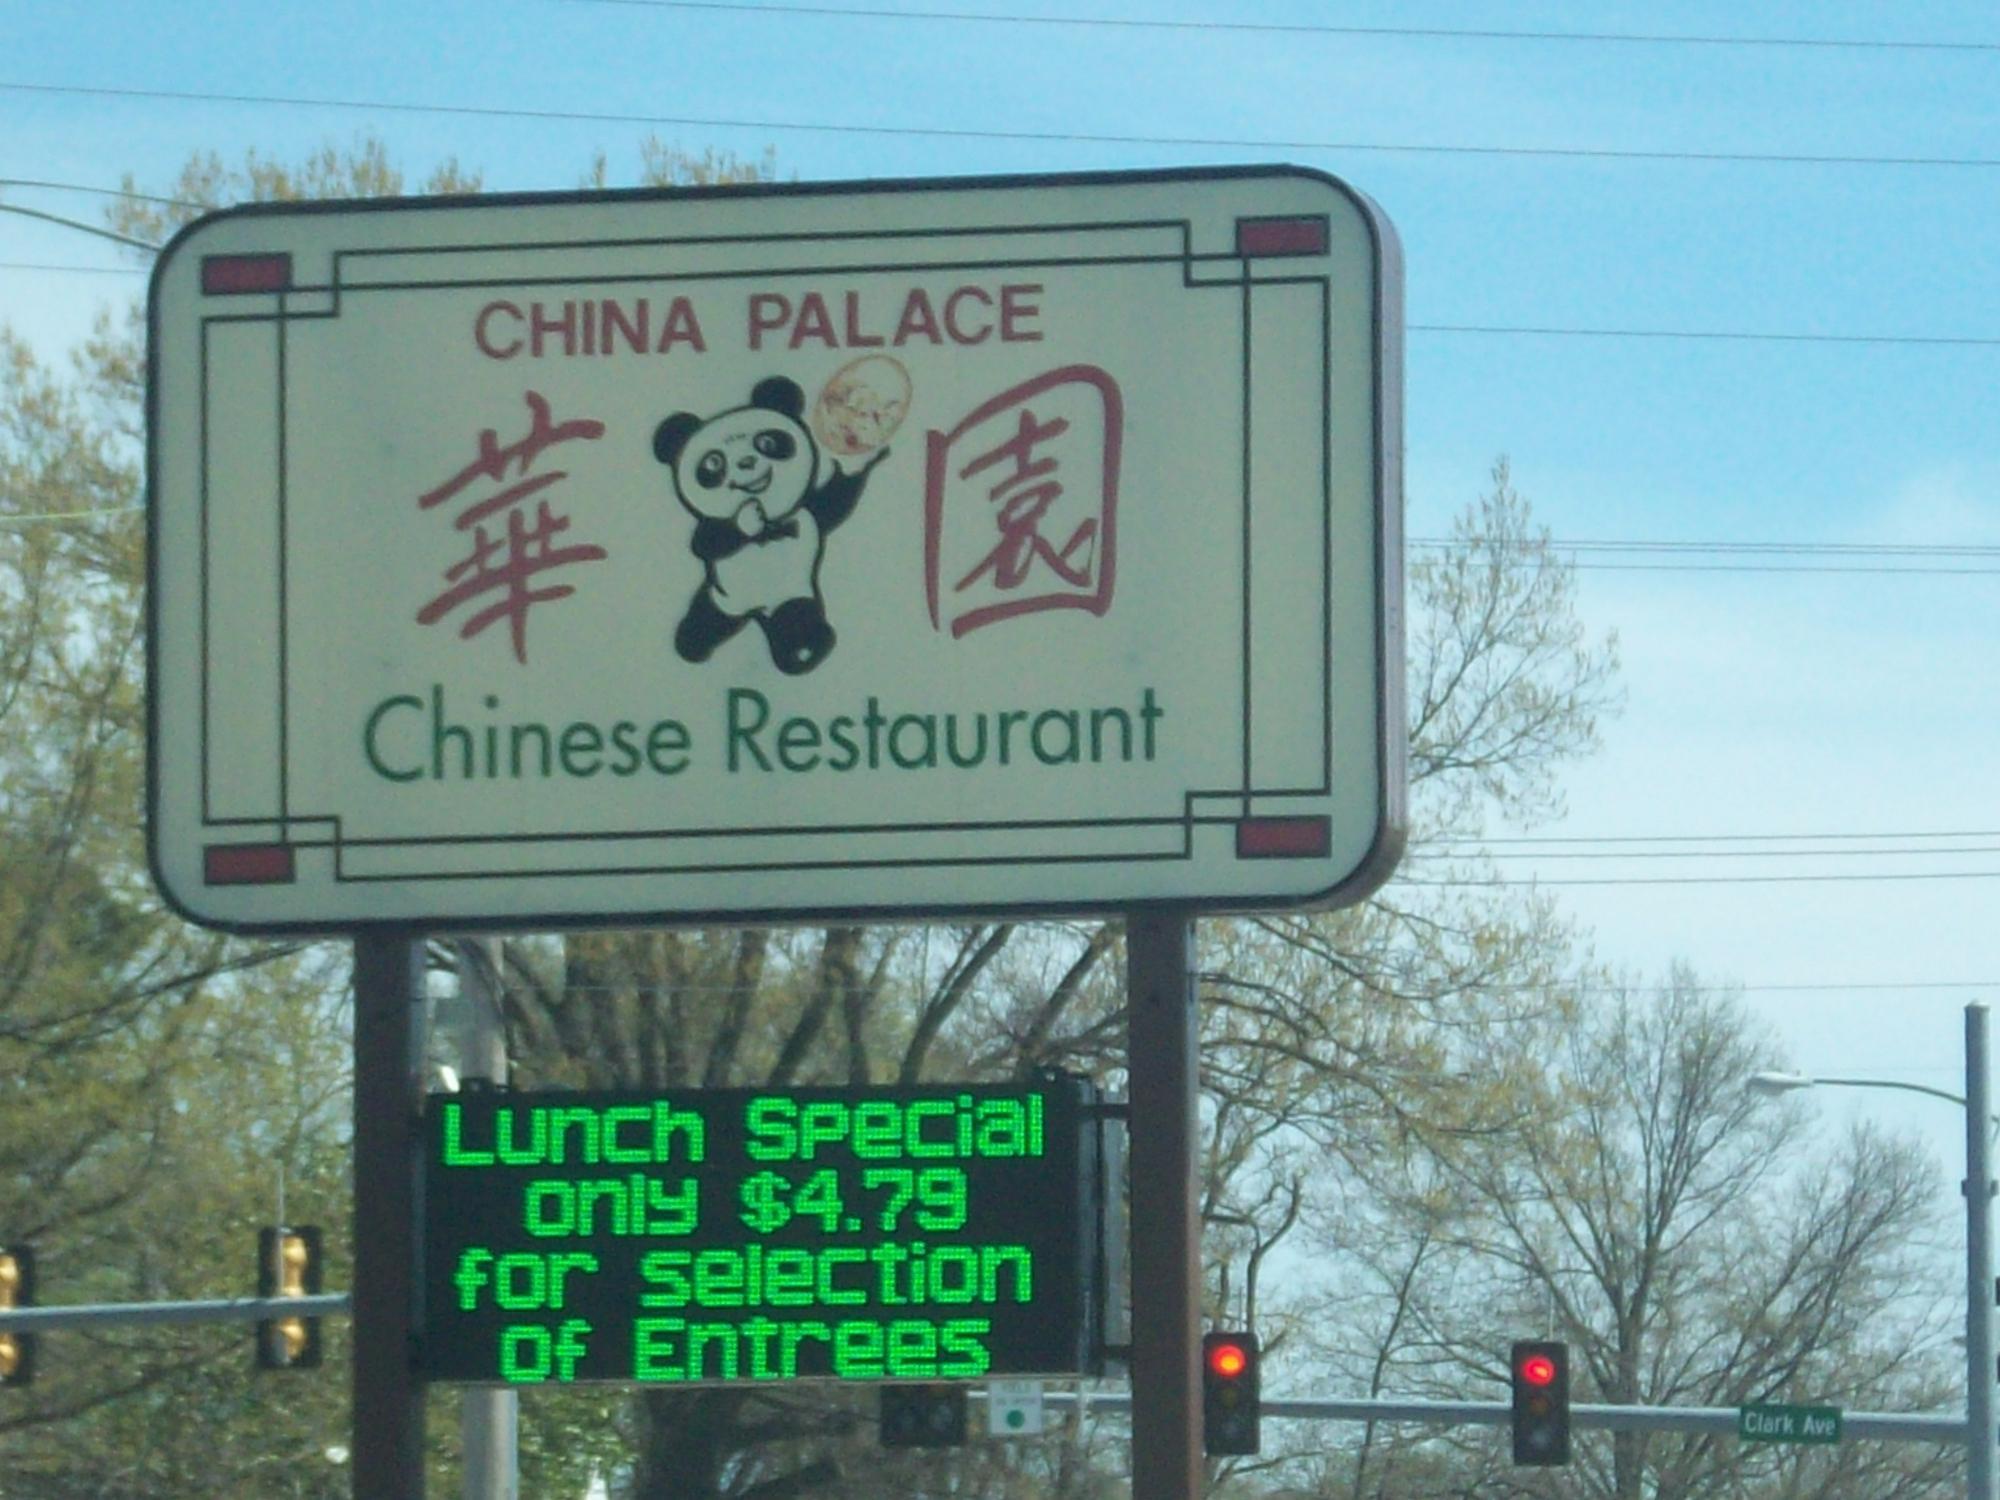 CHINA PALACE
華 園
Chinese Restaurant
Lunch Special
only $4.79
for selection
of Entrees
Clark Ave